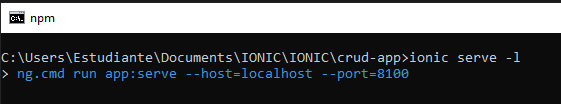 npm
C:\Users\Estudiante\Documents\IONIC\IONIC\crud-app>ionic serve -l
> ng.cmd run app:serve --host=localhost --port=8100